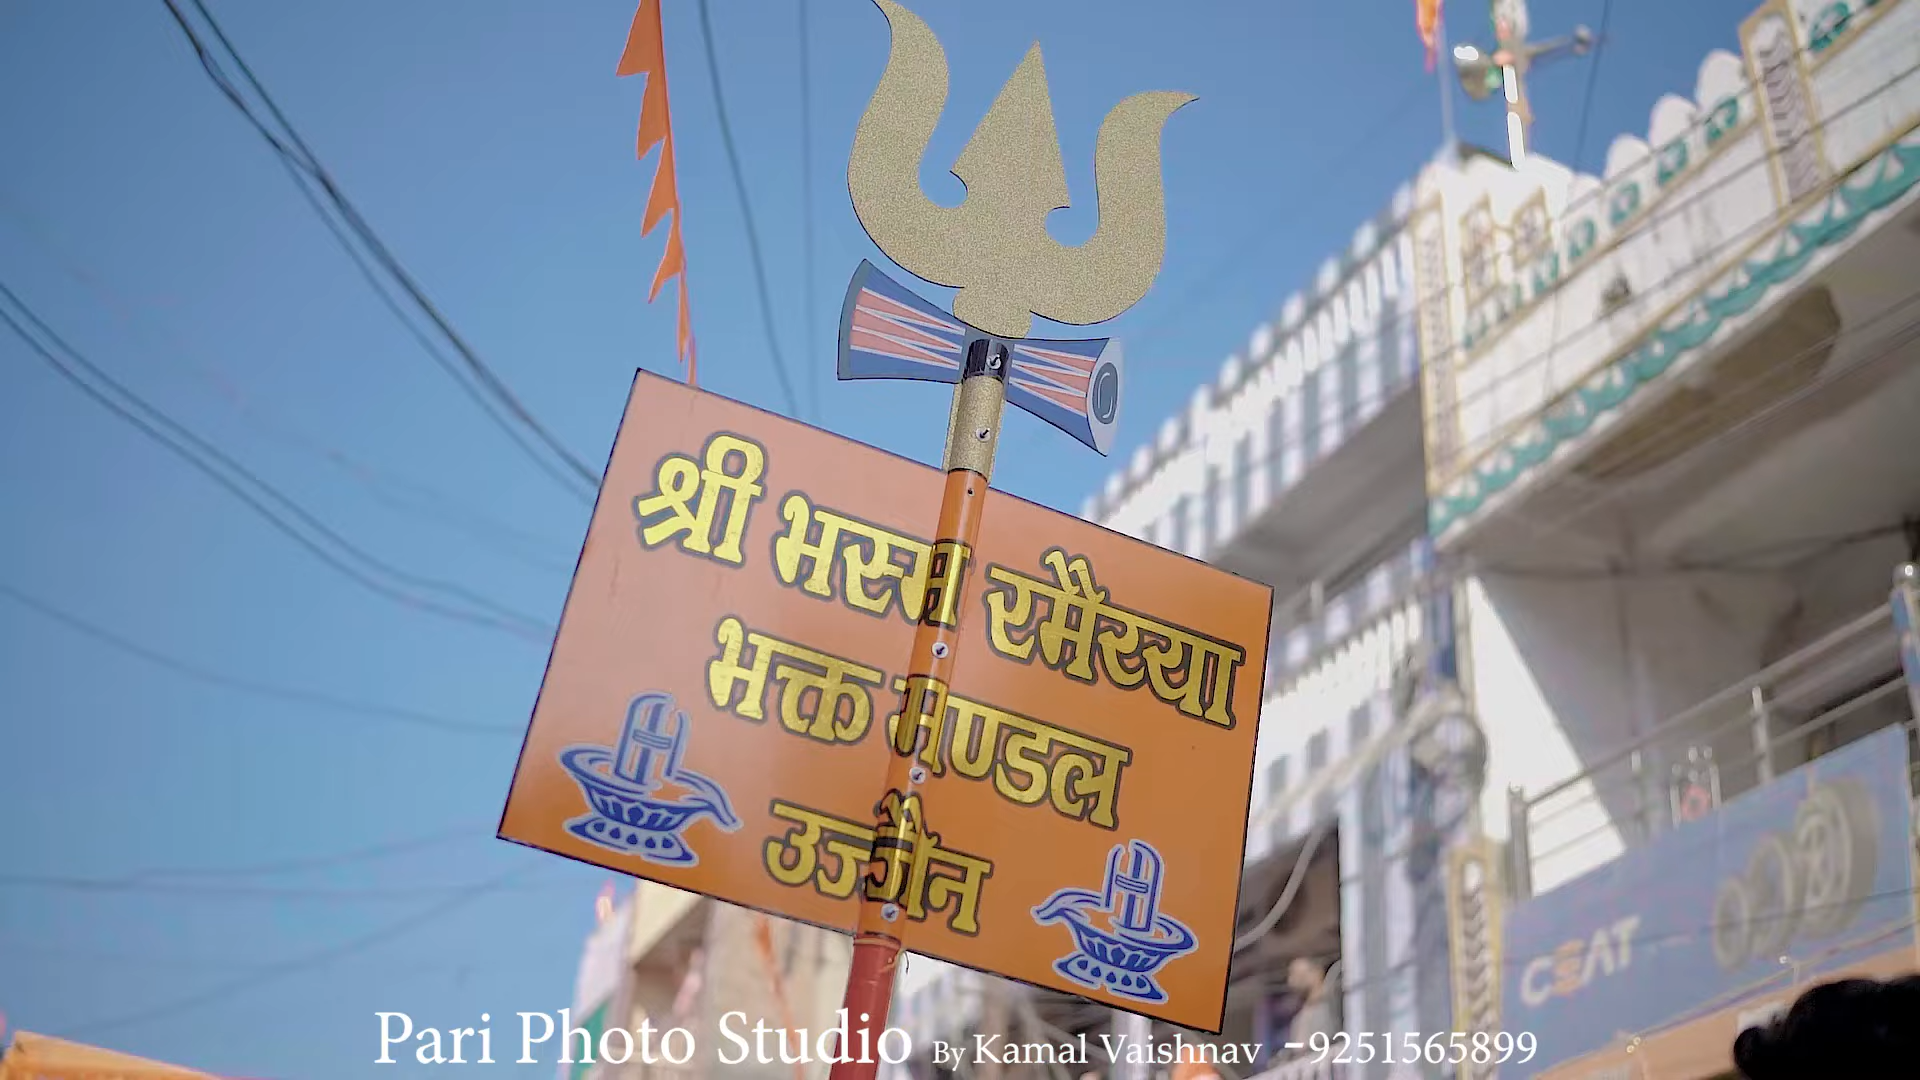 श्री भस्म रमैय्या
भक्त मण्डल
उज्जैन
CEAT
Pari Photo Studio By Kamal Vaishnav -9251565899